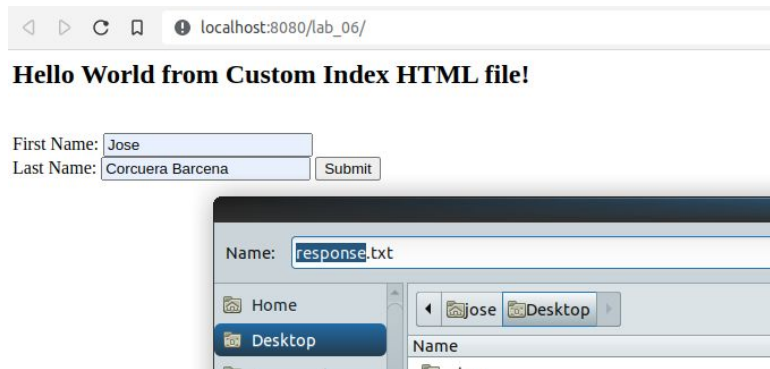 localhost:8080/lab_06/
Hello World from Custom Index HTML file!
First Name: Jose
Last Name: Corcuera Barcena Submit
Name: response.txt
Home
jose Desktop
Desktop
Name